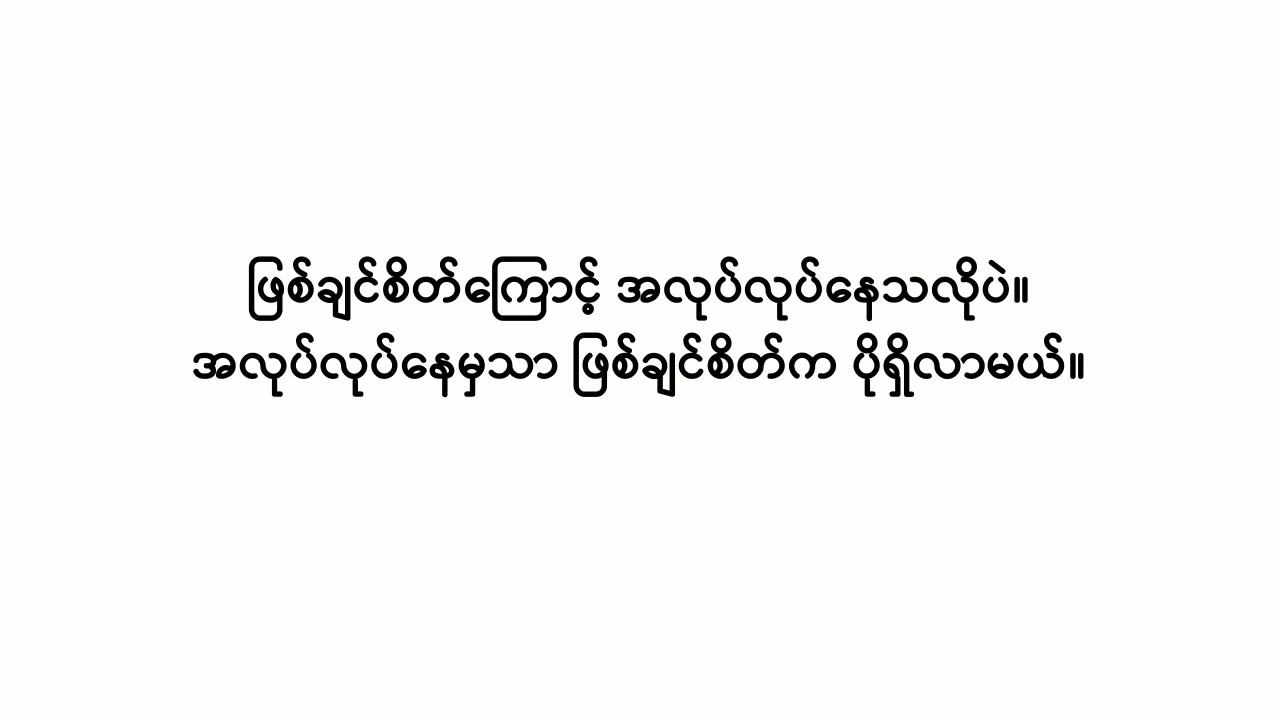 ဖြစ်ချင်စိတ်ကြောင့် အလုပ်လုပ်နေသလိုပဲ။
အလုပ်လုပ်နေမှသာ ဖြစ်ချင်စိတ်က ပိုရှိလာမယ်။